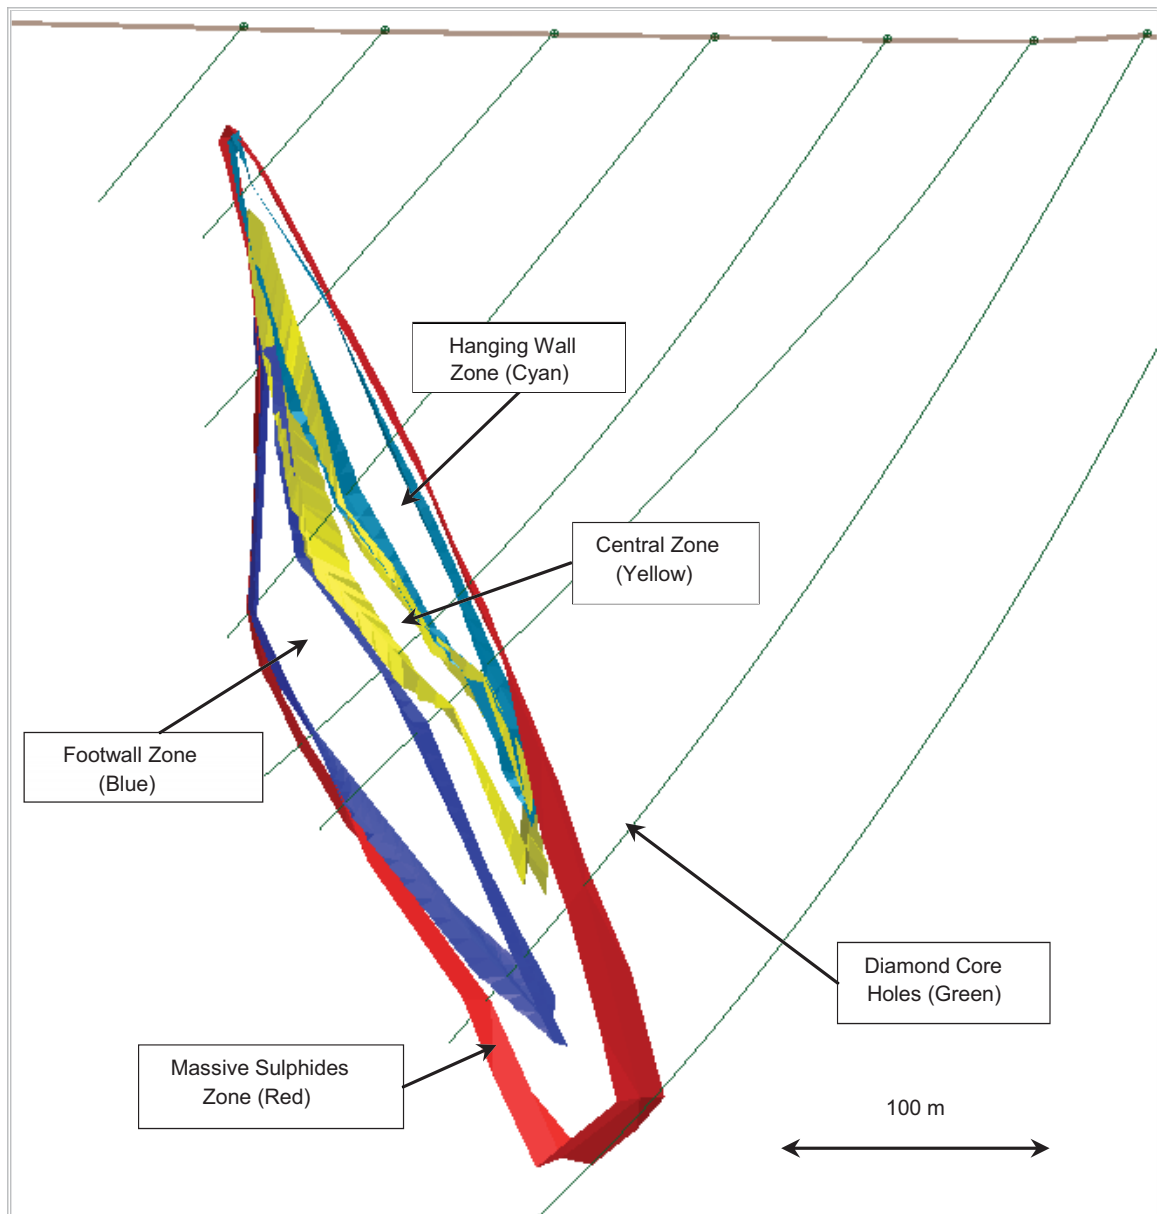 Hanging Wall
Zone (Cyan)
Central Zone
(Yellow)
Footwall Zone
(Blue)
Diamond Core
Holes (Green)
Massive Sulphides
Zone (Red)
100 m